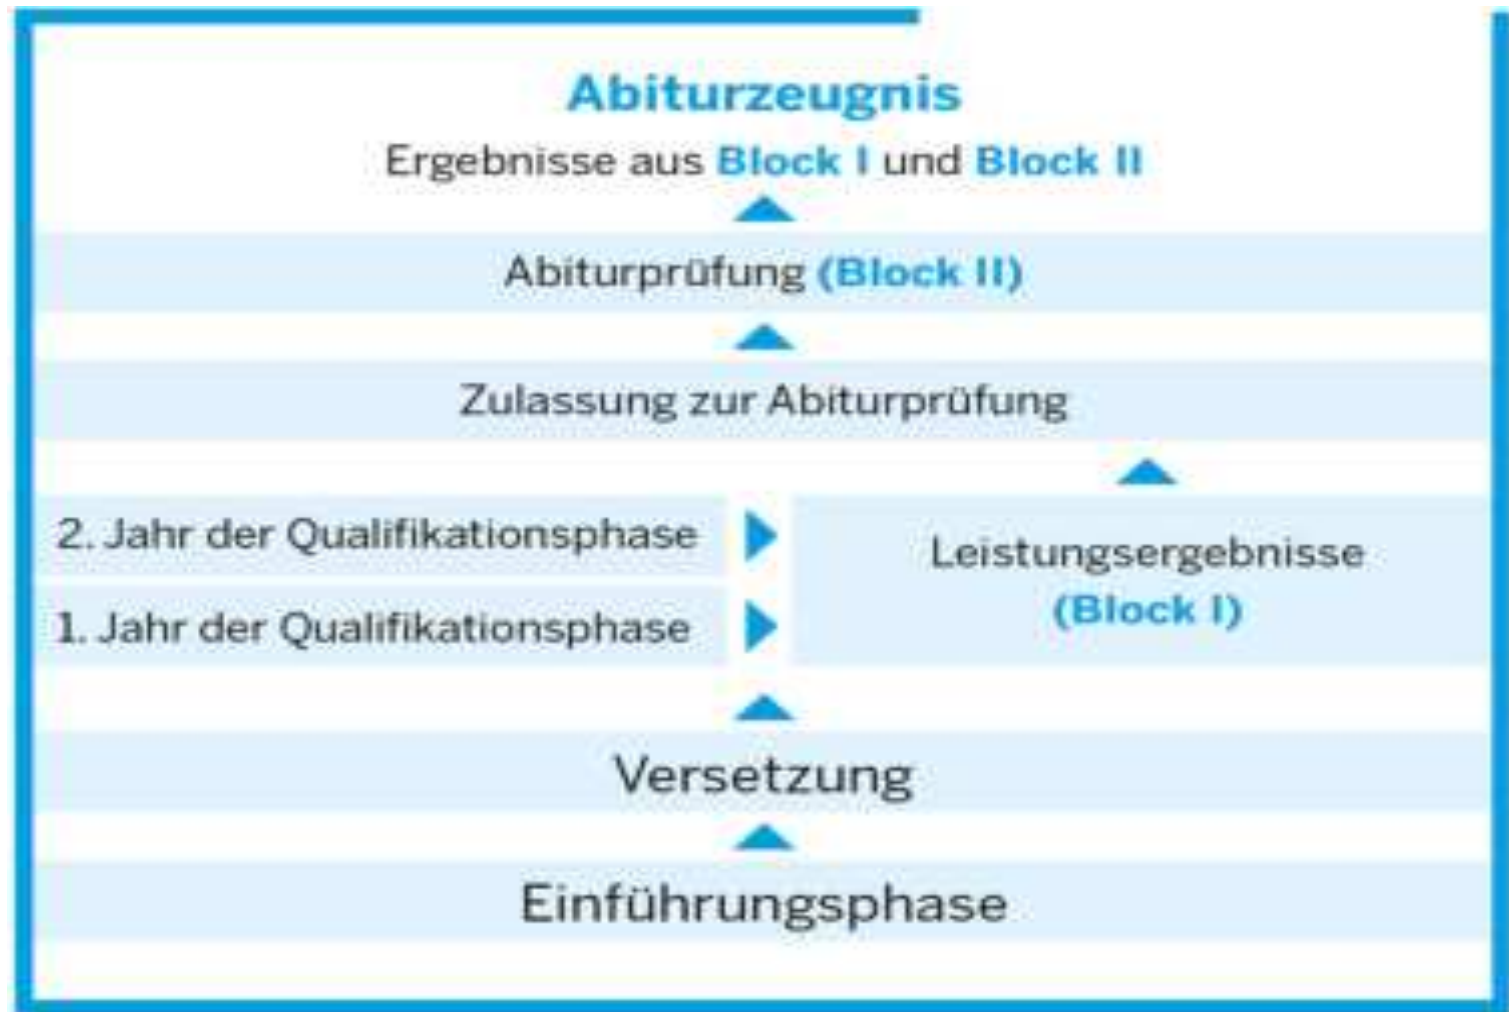 Abiturzeugnis
Ergebnisse aus Block I und Block II
Abiturprüfung (Block II)
Zulassung zur Abiturprüfung
2. Jahr der Qualifikationsphase
1. Jahr der Qualifikationsphase
Leistungsergebnisse
(Block I)
Versetzung
Einführungsphase